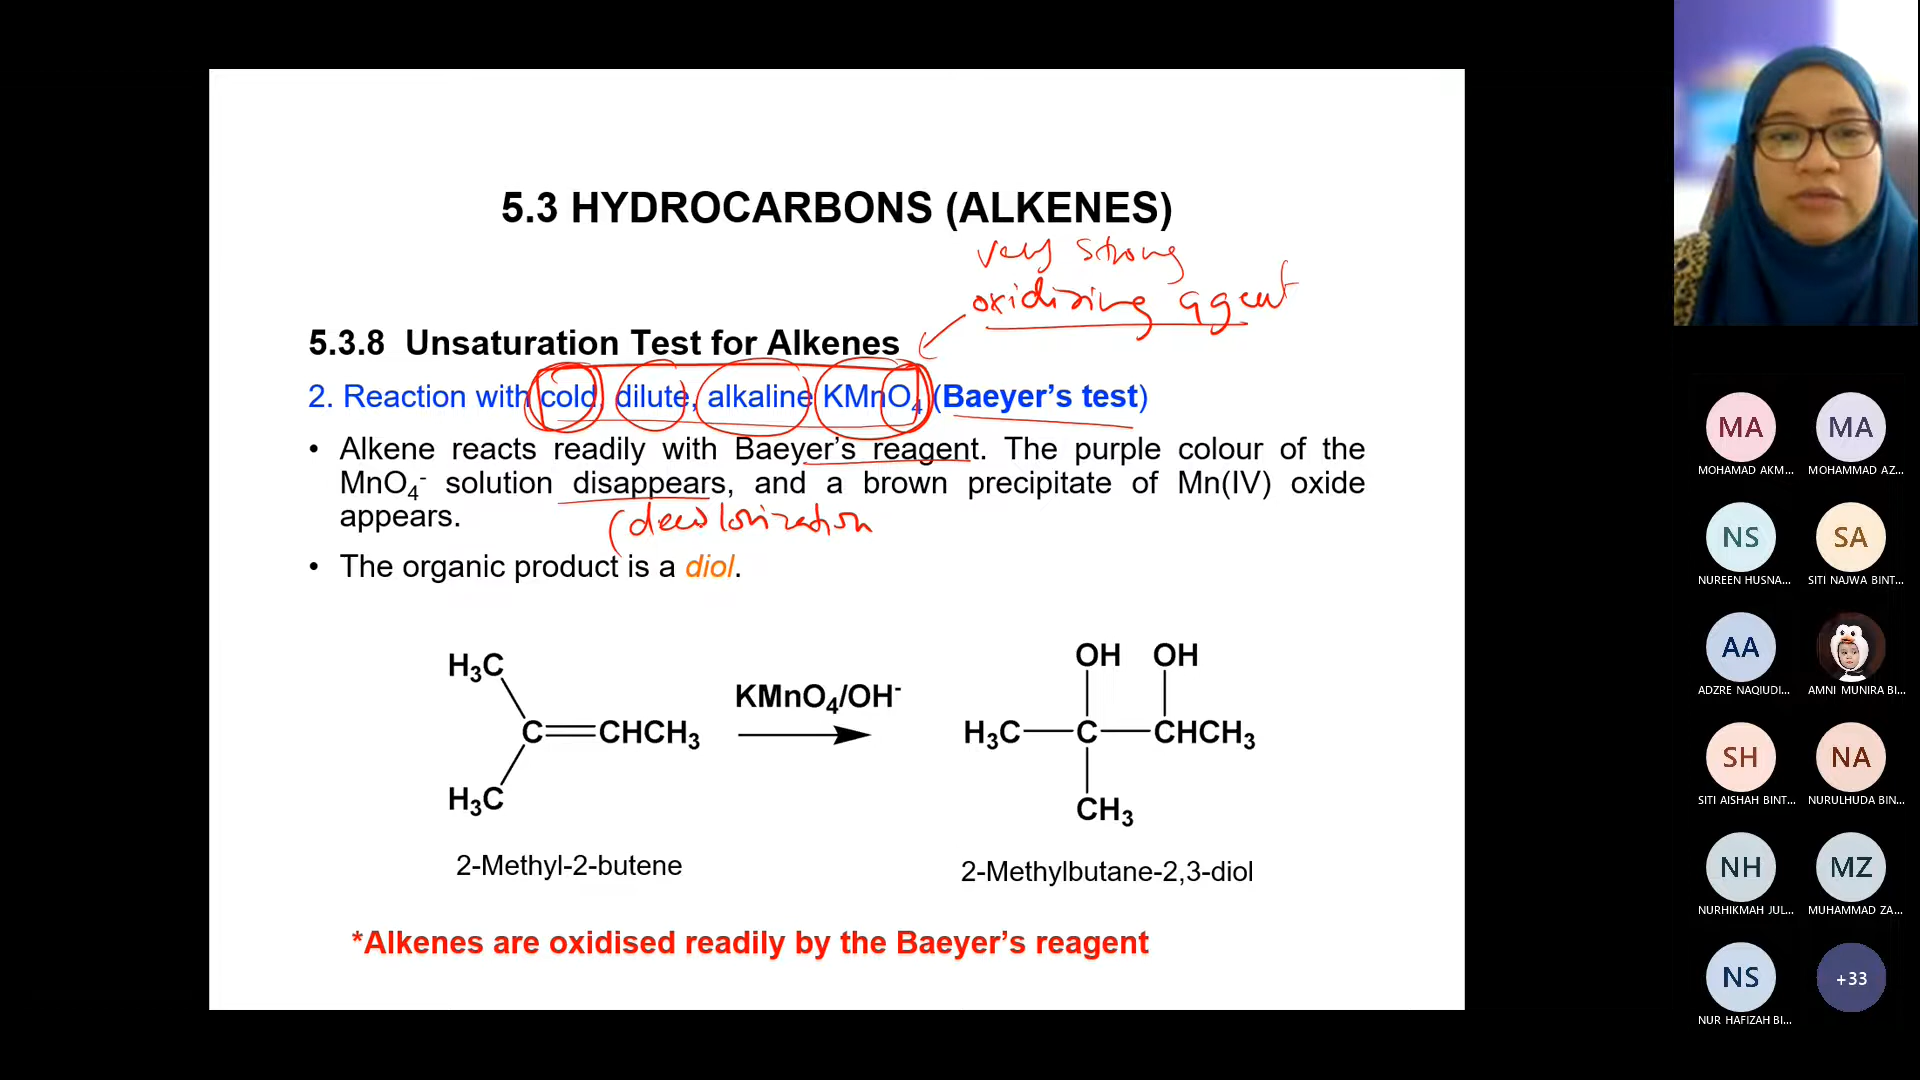 5.3 HYDROCARBONS (ALKENES)
very strong
oxidizing agent
5.3.8 Unsaturation Test for Alkenes
2. Reaction with cold, dilute, alkaline KMnO₄ (Baeyer's test)
• Alkene reacts readily with Baeyer's reagent. The purple colour of the
MnO₄⁻ solution disappears, and a brown precipitate of Mn(IV) oxide
appears.
(decolorization
• The organic product is a diol.
H₃C
C
CHCH₃
H₃C
KMnO₄/OH⁻
OH OH
H₃C
C
CHCH₃
CH₃
2-Methyl-2-butene
2-Methylbutane-2,3-diol
*Alkenes are oxidised readily by the Baeyer's reagent
MA
MA
MOHAMAD AKM...
MOHAMMAD AZ...
NS
SA
NUREEN HUSNA...
SITI NAJWA BINT...
AA
ADZRE NAQIUDI...
AMNI MUNIRA BI...
SH
NA
SITI AISHAH BINT...
NURULHUDA BIN...
NH
MZ
NURHIKMAH JUL...
MUHAMMAD ZA...
NS
+33
NUR HAFIZAH BI...